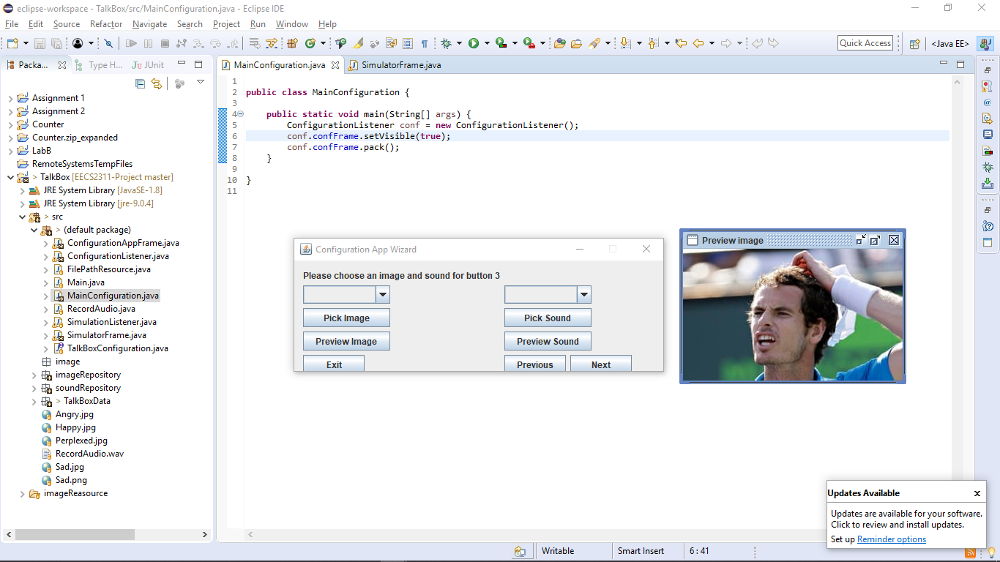 eclipse-workspace - TalkBox/src/MainConfiguration.java - Eclipse IDE
File Edit Source Refactor Navigate Search Project Run Window Help
Quick Access
<Java EE>
Packa...
Type H...
JUnit
MainConfiguration.java
SimulatorFrame.java
Assignment 1
Assignment 2
Counter
Counter.zip_expanded
LabB
RemoteSystemsTempFiles
> TalkBox [EECS2311-Project master]
JRE System Library [JavaSE-1.8]
JRE System Library [jre-9.0.4]
> src
> (default package)
ConfigurationAppFrame.java
ConfigurationListener.java
FilePathResource.java
Main.java
MainConfiguration.java
RecordAudio.java
SimulationListener.java
SimulatorFrame.java
TalkBoxConfiguration.java
image
imageRepository
soundRepository
> TalkBoxData
Angry.jpg
Happy.jpg
Perplexed.jpg
RecordAudio.wav
Sad.jpg
Sad.png
imageReasource
1
2 public class MainConfiguration {
3
4 public static void main(String[] args) {
5 ConfigurationListener conf = new ConfigurationListener();
6 conf.confFrame.setVisible(true);
7 conf.confFrame.pack();
8 }
9
10 }
11
Configuration App Wizard
Please choose an image and sound for button 3
Pick Image Pick Sound
Preview Image Preview Sound
Exit Previous Next
Preview image
Updates Available x
Updates are available for your software.
Click to review and install updates.
Set up Reminder options
Writable Smart Insert 6 : 41